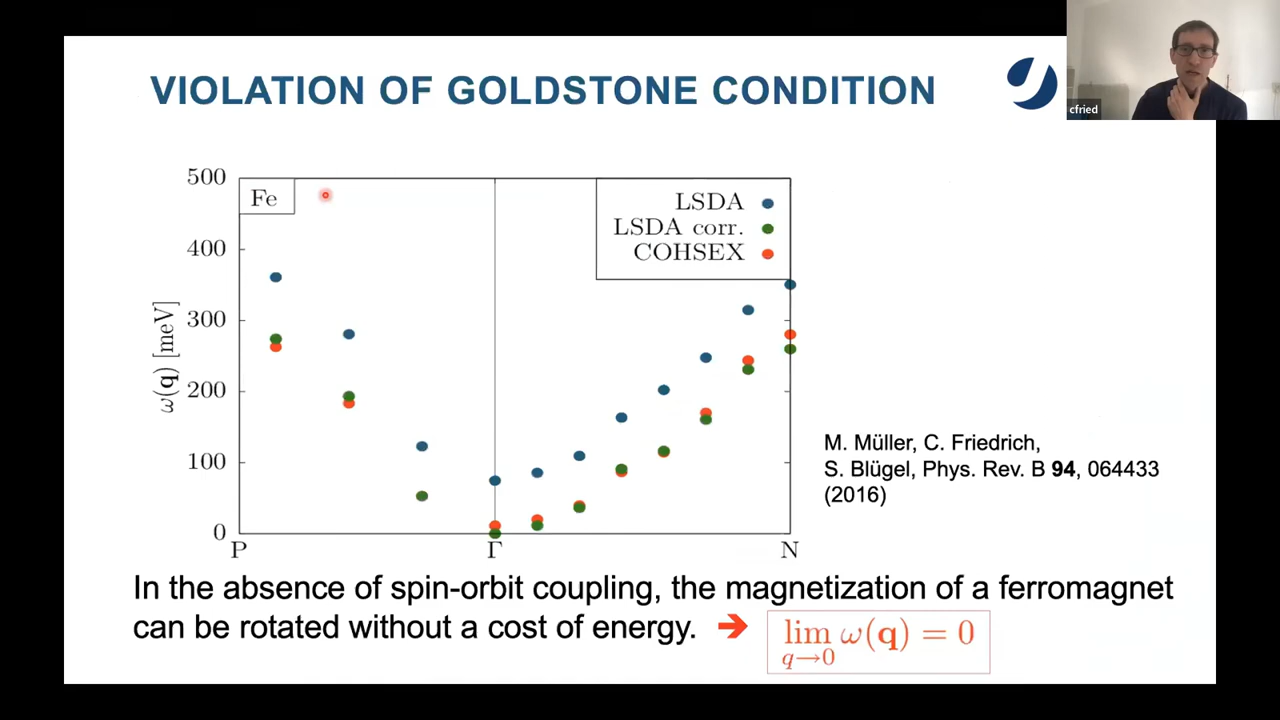 VIOLATION OF GOLDSTONE CONDITION
cfried
500
400
300
200
100
0
ω(q) [meV]
Fe
LSDA
LSDA corr.
COHSEX
P
Γ
N
M. Müller, C. Friedrich,
S. Blügel, Phys. Rev. B 94, 064433
(2016)
In the absence of spin-orbit coupling, the magnetization of a ferromagnet
can be rotated without a cost of energy. ➔ lim ω(q) = 0
q→0